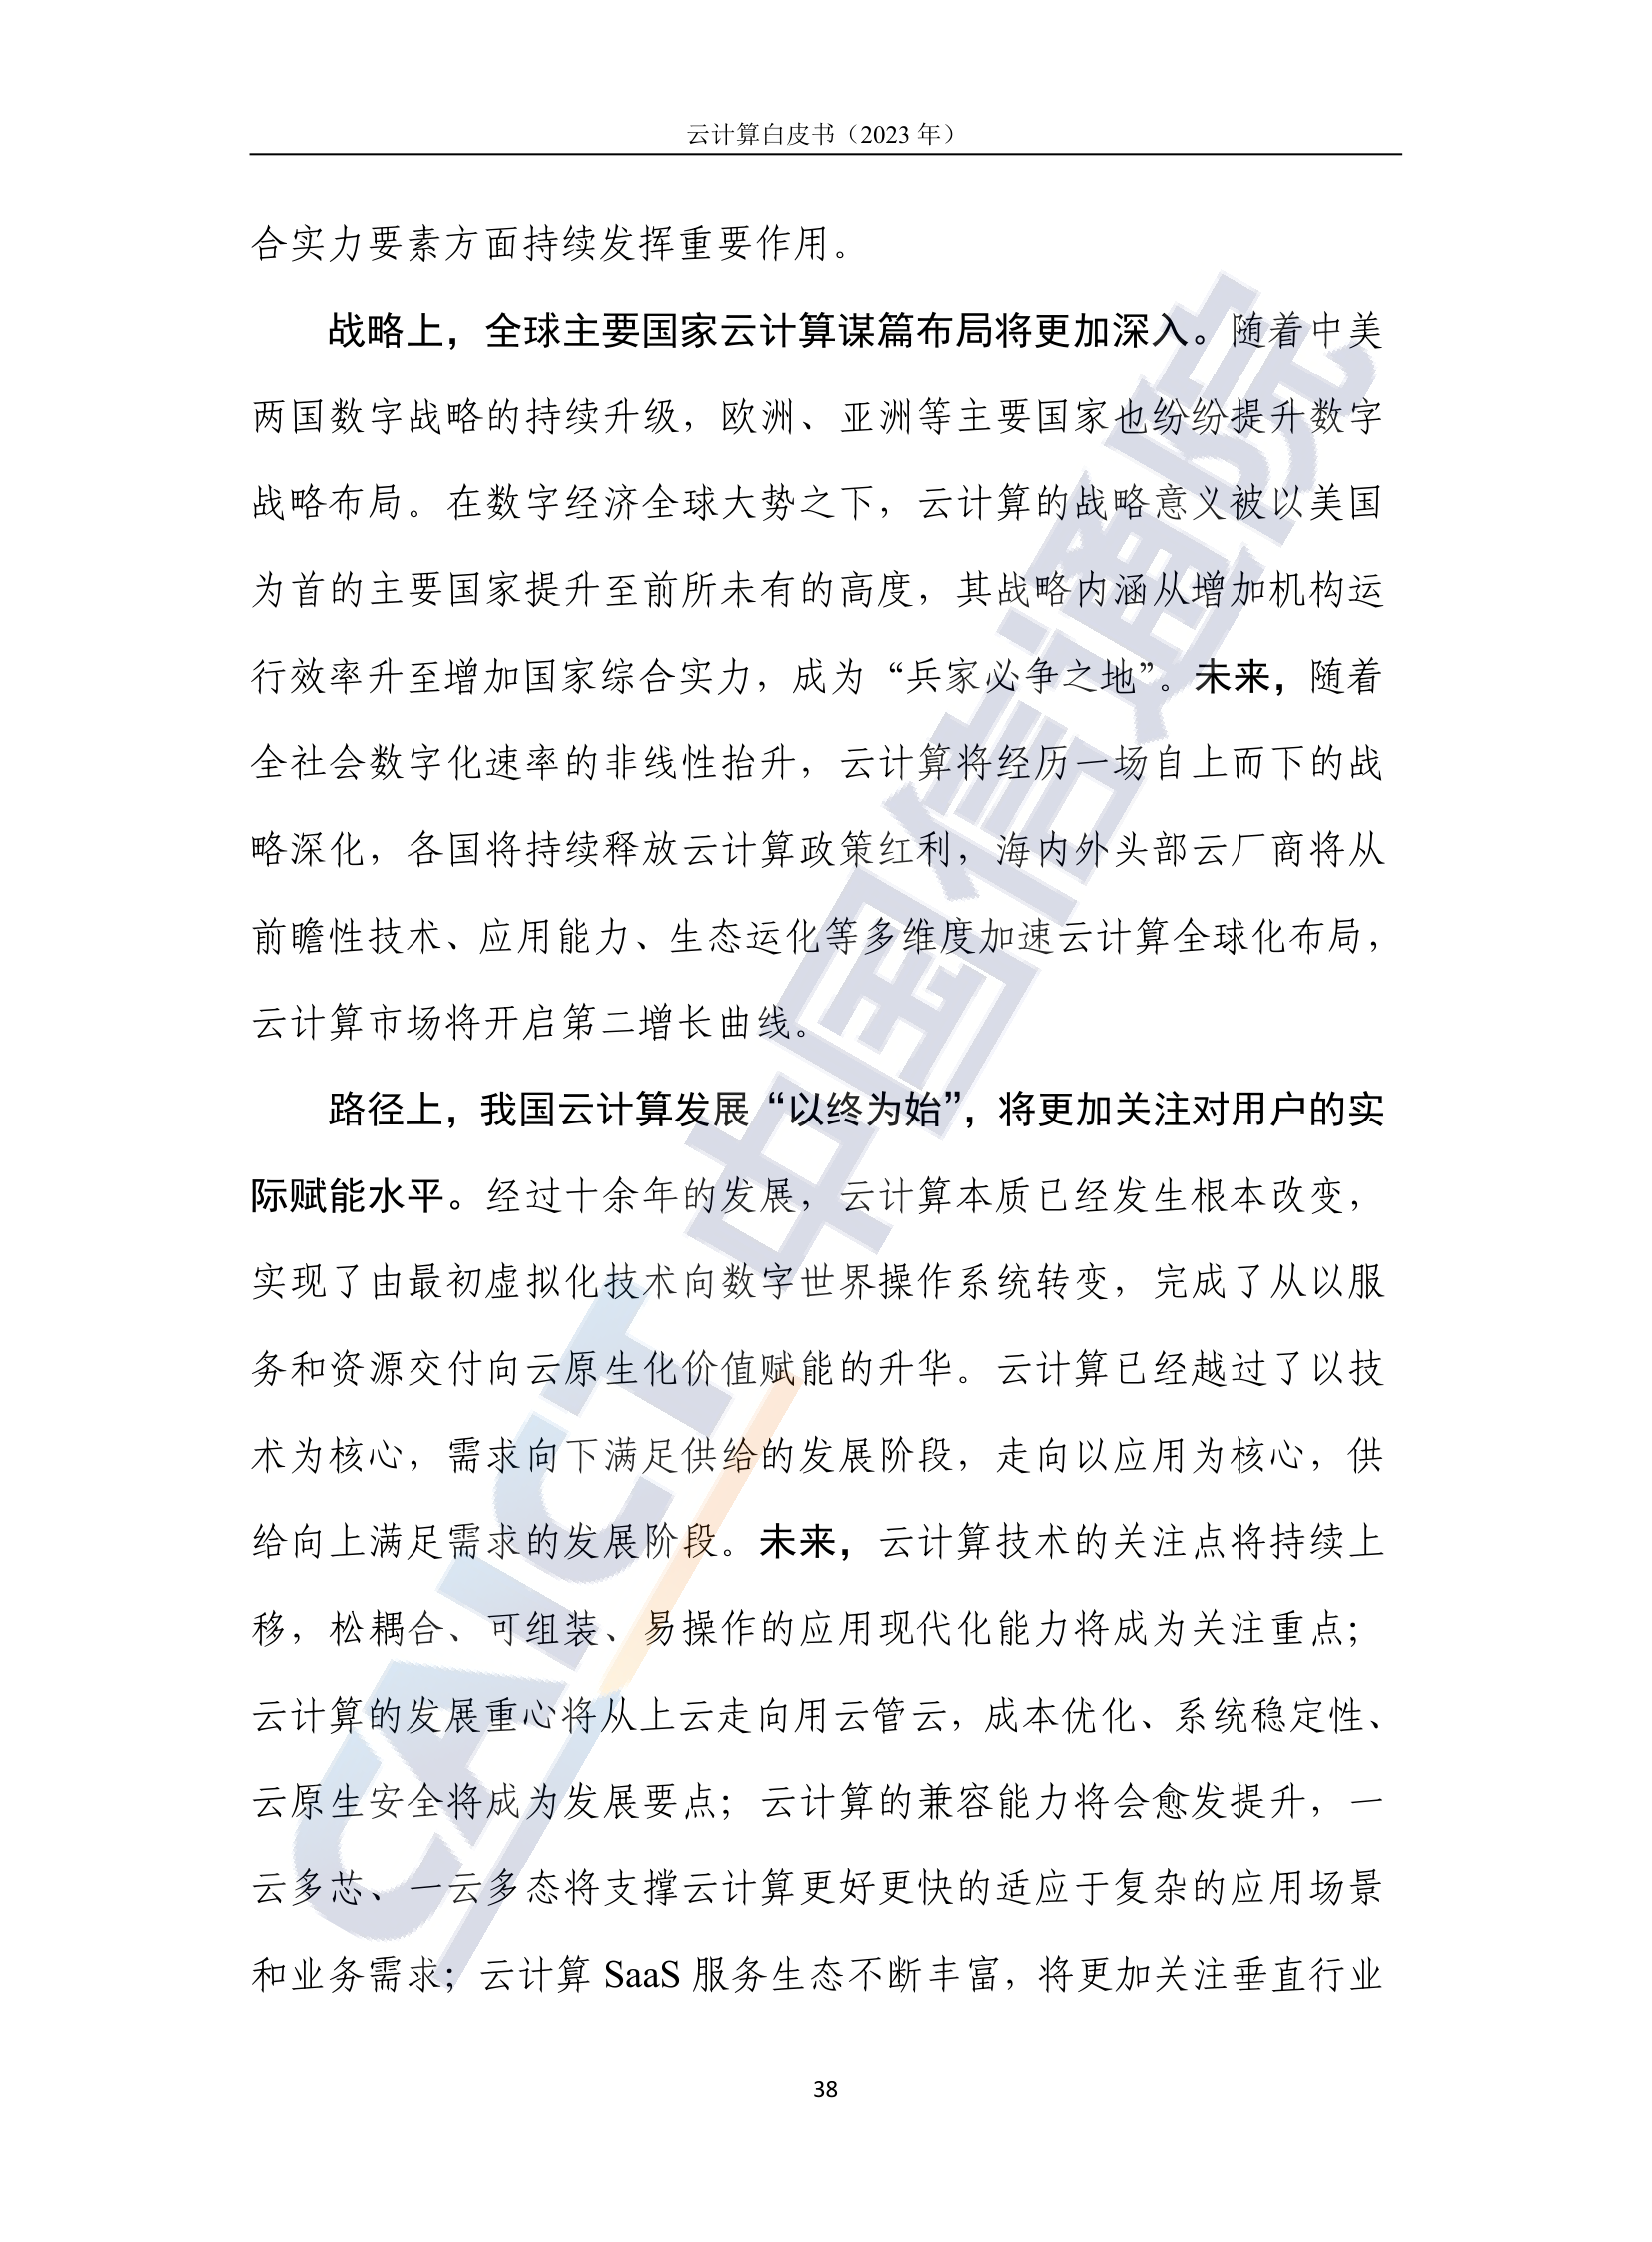 云计算白皮书（2023 年）
合实力要素方面持续发挥重要作用。
战略上，全球主要国家云计算谋篇布局将更加深入。随着中美
两国数字战略的持续升级，欧洲、亚洲等主要国家也纷纷提升数字
战略布局。在数字经济全球大势之下，云计算的战略意义被以美国
为首的主要国家提升至前所未有的高度，其战略内涵从增加机构运
行效率升至增加国家综合实力，成为“兵家必争之地”。未来，随着
全社会数字化速率的非线性抬升，云计算将经历一场自上而下的战
略深化，各国将持续释放云计算政策红利，海内外头部云厂商将从
前瞻性技术、应用能力、生态运化等多维度加速云计算全球化布局，
云计算市场将开启第二增长曲线。
路径上，我国云计算发展“以终为始”，将更加关注对用户的实
际赋能水平。经过十余年的发展，云计算本质已经发生根本改变，
实现了由最初虚拟化技术向数字世界操作系统转变，完成了从以服
务和资源交付向云原生化价值赋能的升华。云计算已经越过了以技
术为核心，需求向下满足供给的发展阶段，走向以应用为核心，供
给向上满足需求的发展阶段。未来，云计算技术的关注点将持续上
移，松耦合、可组装、易操作的应用现代化能力将成为关注重点；
云计算的发展重心将从上云走向用云管云，成本优化、系统稳定性、
云原生安全将成为发展要点；云计算的兼容能力将会愈发提升，一
云多芯、一云多态将支撑云计算更好更快的适应于复杂的应用场景
和业务需求；云计算 SaaS 服务生态不断丰富，将更加关注垂直行业
38
CAICT 中国信通院